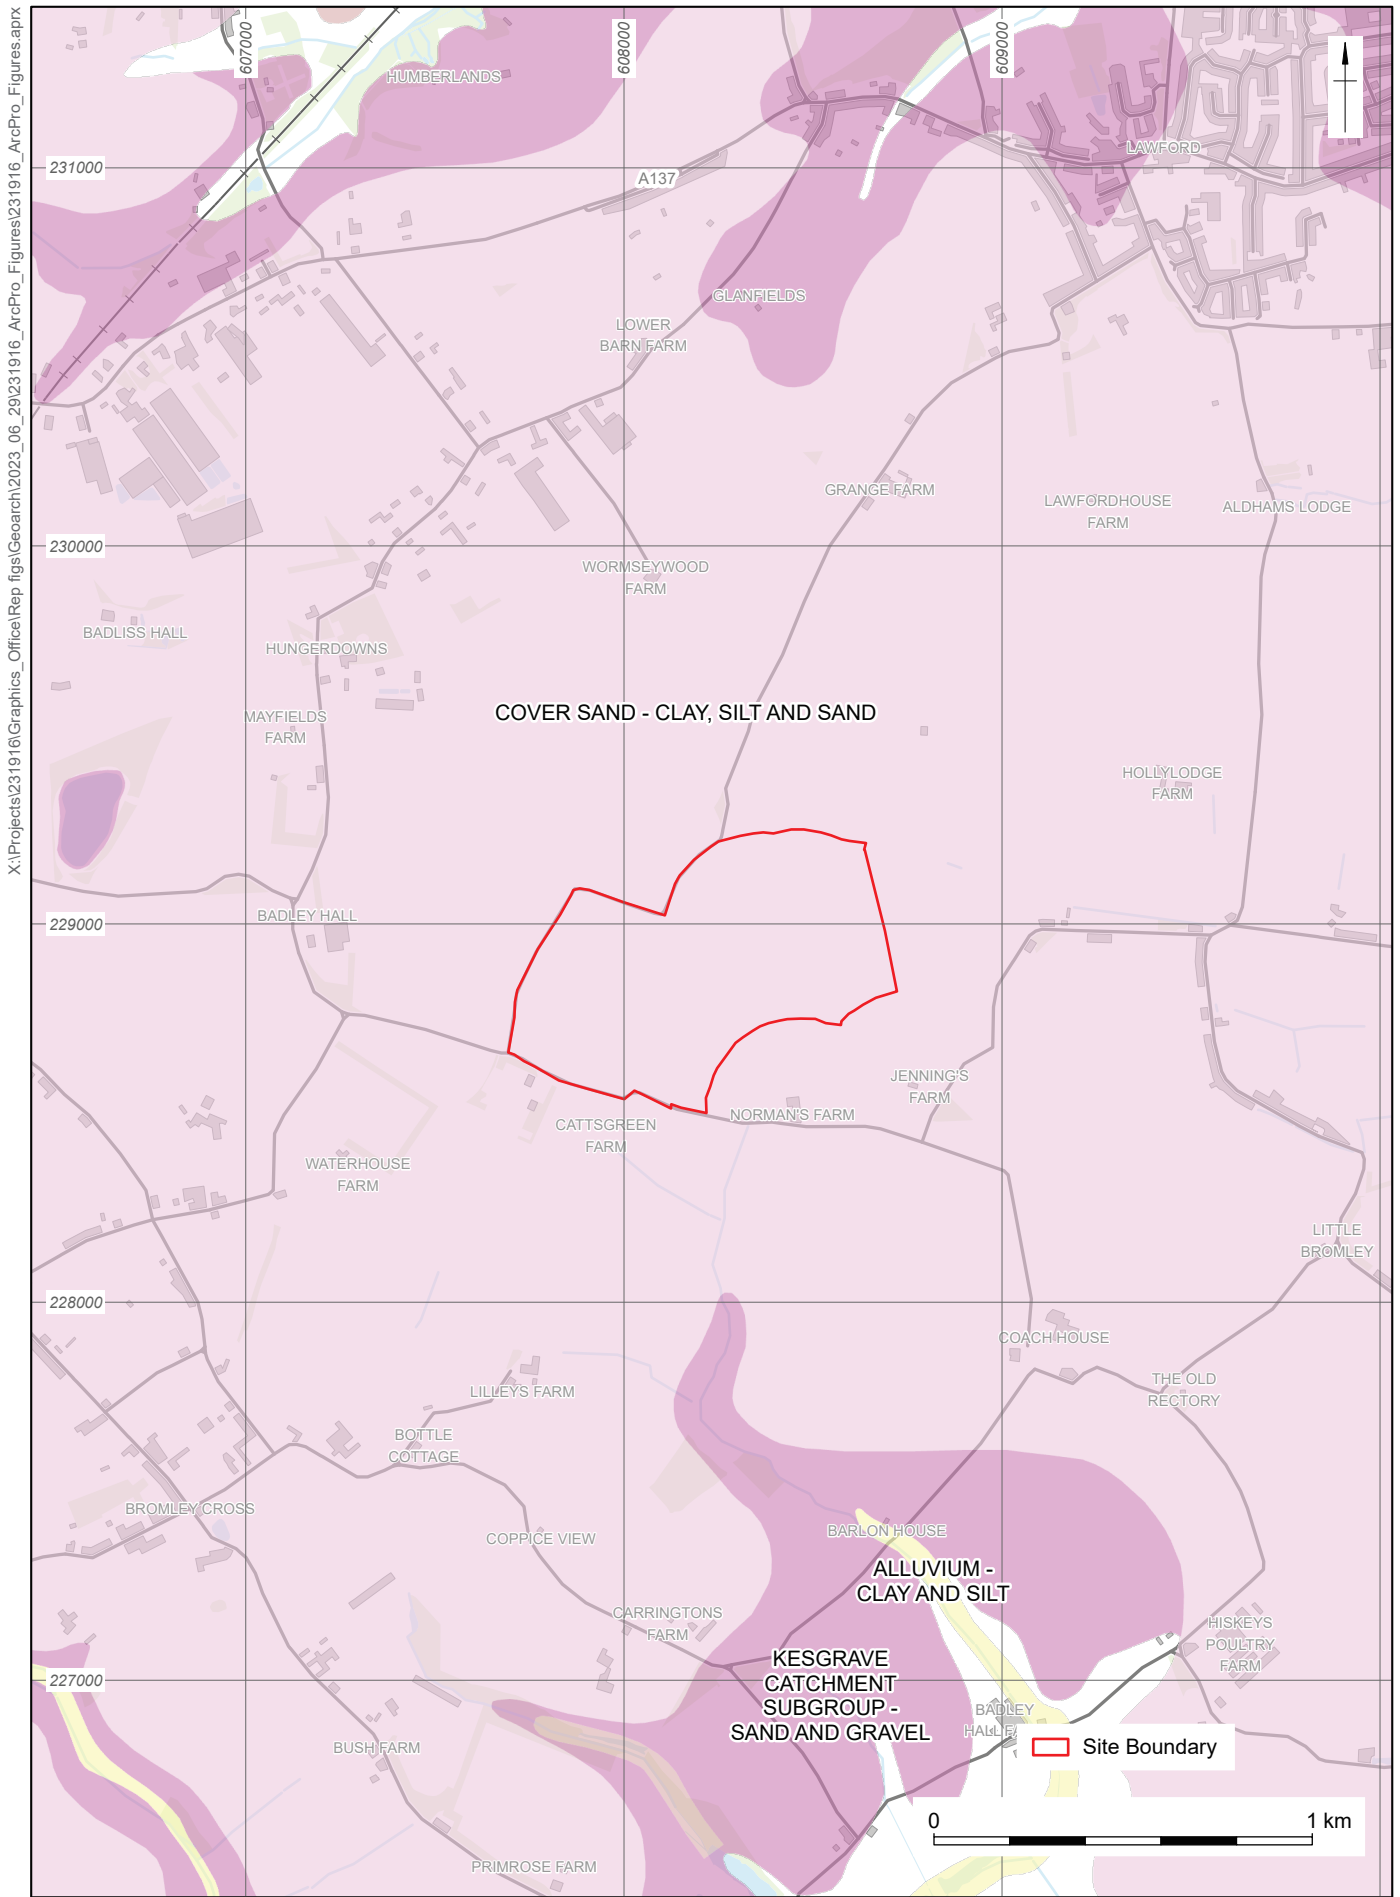 X:\Projects\231916\Graphics_Office\Rep figs\Geoarch\2023_06_29\231916_ArcPro_Figures\231916_ArcPro_Figures.aprx
607000
608000
609000
HUMBERLANDS
LAWFORD
231000
A137
GLANFIELDS
LOWER
BARN FARM
GRANGE FARM
LAWFORDHOUSE
FARM
ALDHAMS LODGE
230000
WORMSEYWOOD
FARM
BADLISS HALL
HUNGERDOWNS
COVER SAND - CLAY, SILT AND SAND
MAYFIELDS
FARM
HOLLYLODGE
FARM
BADLEY HALL
229000
JENNING'S
FARM
NORMAN'S FARM
CATTSGREEN
FARM
WATERHOUSE
FARM
LITTLE
BROMLEY
228000
COACH HOUSE
LILLEYS FARM
THE OLD
RECTORY
BOTTLE
COTTAGE
BROMLEY CROSS
COPPICE VIEW
BARLON HOUSE
ALLUVIUM -
CLAY AND SILT
CARRINGTONS
FARM
HISKEYS
POULTRY
FARM
KESGRAVE
CATCHMENT
SUBGROUP -
SAND AND GRAVEL
227000
BADLEY
HALL FA
BUSH FARM
Site Boundary
0
1 km
PRIMROSE FARM